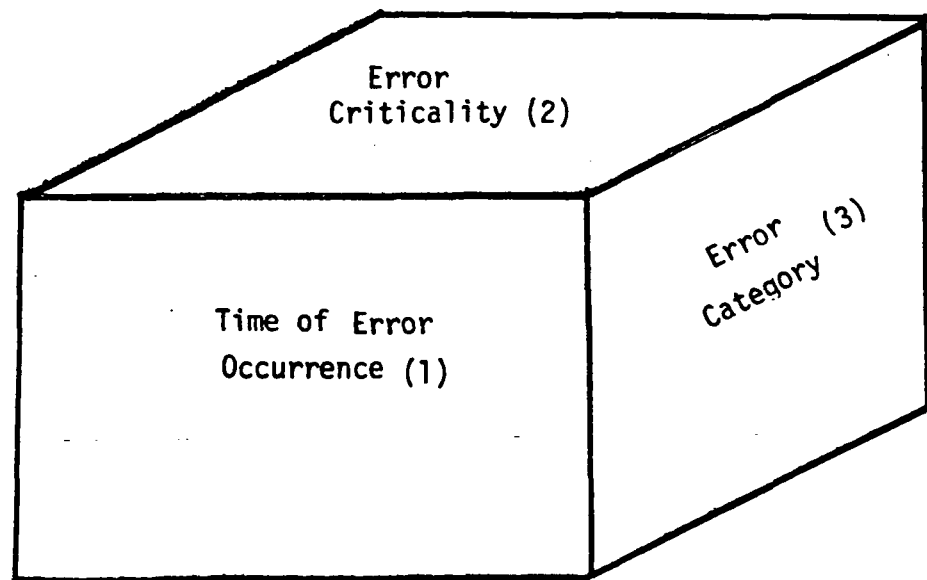 Error
Criticality (2)
Time of Error
Occurrence (1)
Error (3)
Category